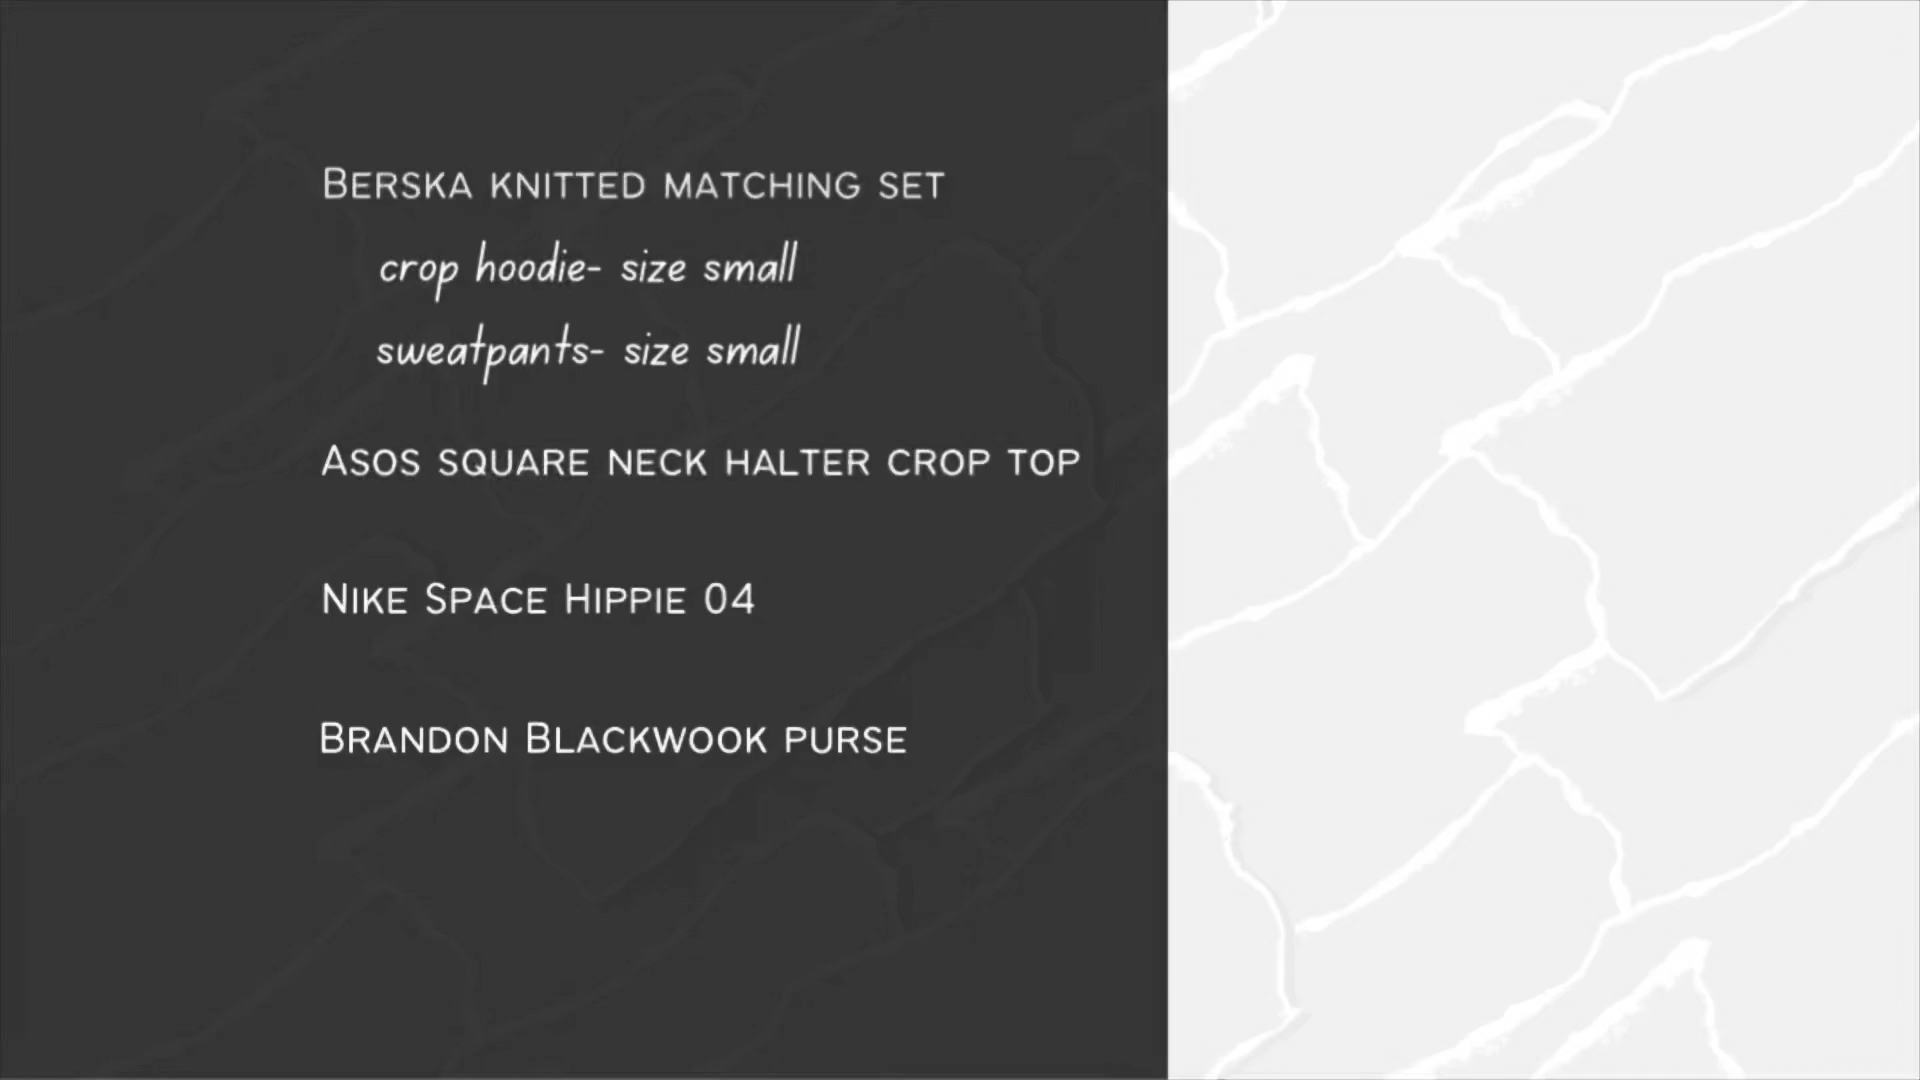 Berska knitted matching set
crop hoodie- size small
sweatpants- size small
Asos square neck halter crop top
Nike Space Hippie 04
Brandon Blackwook purse